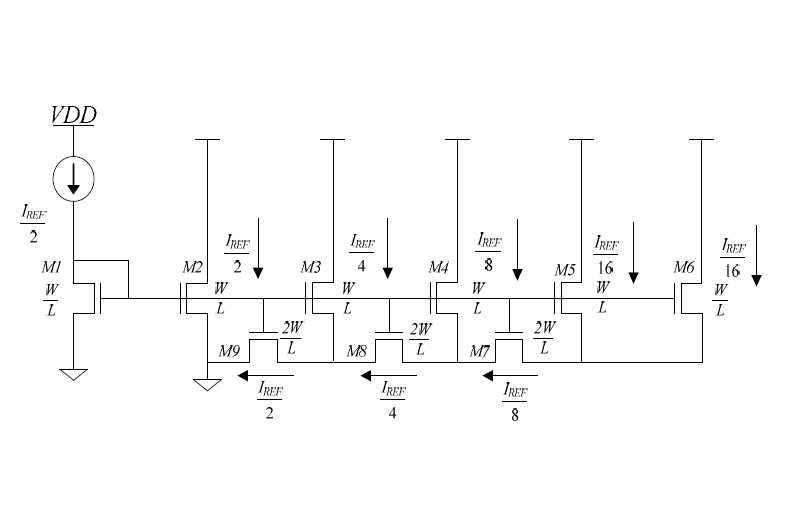 VDD
I_REF/2
M1
W/L
M2
I_REF/2
W/L
M3
I_REF/4
W/L
M4
I_REF/8
W/L
M5
I_REF/16
W/L
M6
I_REF/16
W/L
M9
2W/L
M8
2W/L
M7
2W/L
I_REF/2
I_REF/4
I_REF/8